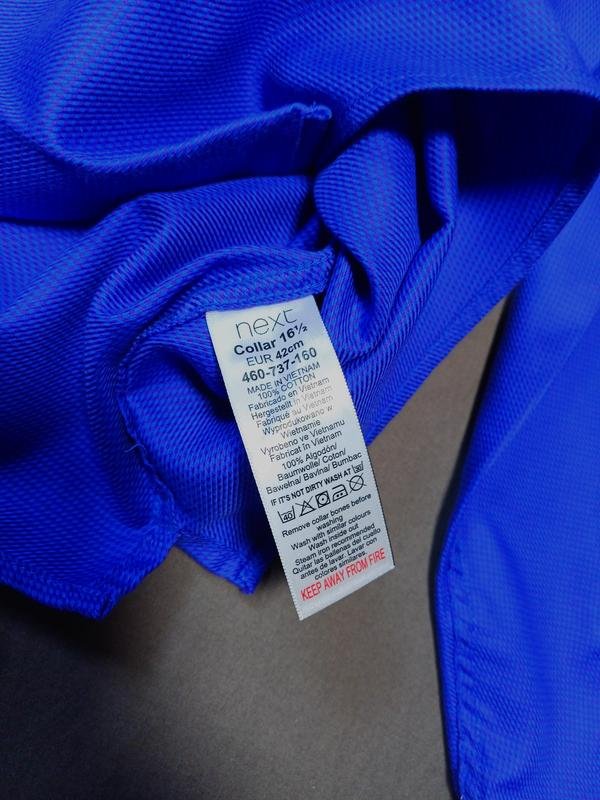 next
Collar 16½
EUR 42cm
460-737-160
MADE IN VIETNAM
100% COTTON
Fabricado en Vietnam
Hergestellt in Vietnam
Fabriqué au Vietnam
Wyprodukowano w
Wietnamie
Vyrobeno ve Vietnamu
Fabricat în Vietnam
100% Algodón/
Baumwolle/ Coton/
Bawełna/ Bavlna/ Bumbac
IF IT'S NOT DIRTY WASH AT 30
40
Remove collar bones before
washing
Wash with similar colours
Wash inside out
Steam iron recommended
Quitar las ballenas del cuello
antes de lavar. Lavar con
colores similares.
KEEP AWAY FROM FIRE